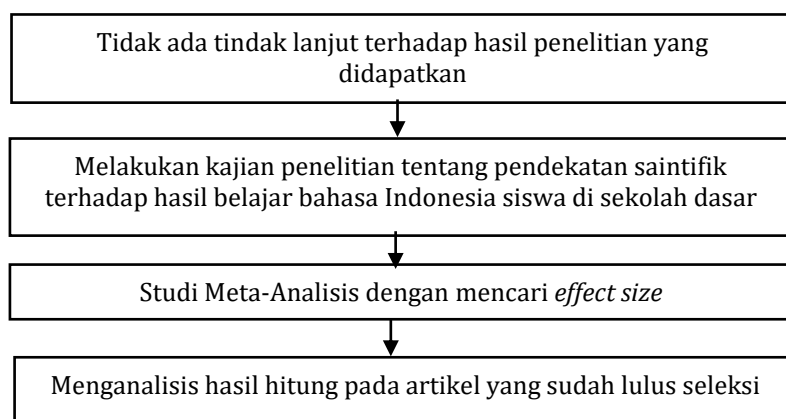 Tidak ada tindak lanjut terhadap hasil penelitian yang
didapatkan
Melakukan kajian penelitian tentang pendekatan saintifik
terhadap hasil belajar bahasa Indonesia siswa di sekolah dasar
Studi Meta-Analisis dengan mencari effect size
Menganalisis hasil hitung pada artikel yang sudah lulus seleksi